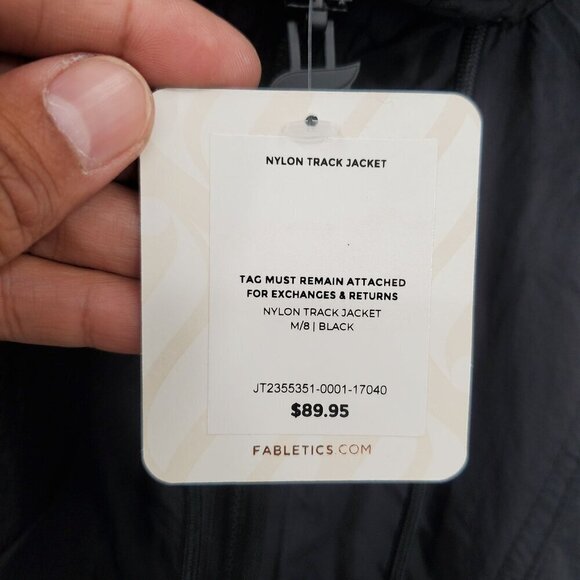 NYLON TRACK JACKET
TAG MUST REMAIN ATTACHED
FOR EXCHANGES & RETURNS
NYLON TRACK JACKET
M/8 | BLACK
JT2355351-0001-17040
$89.95
FABLETICS.COM